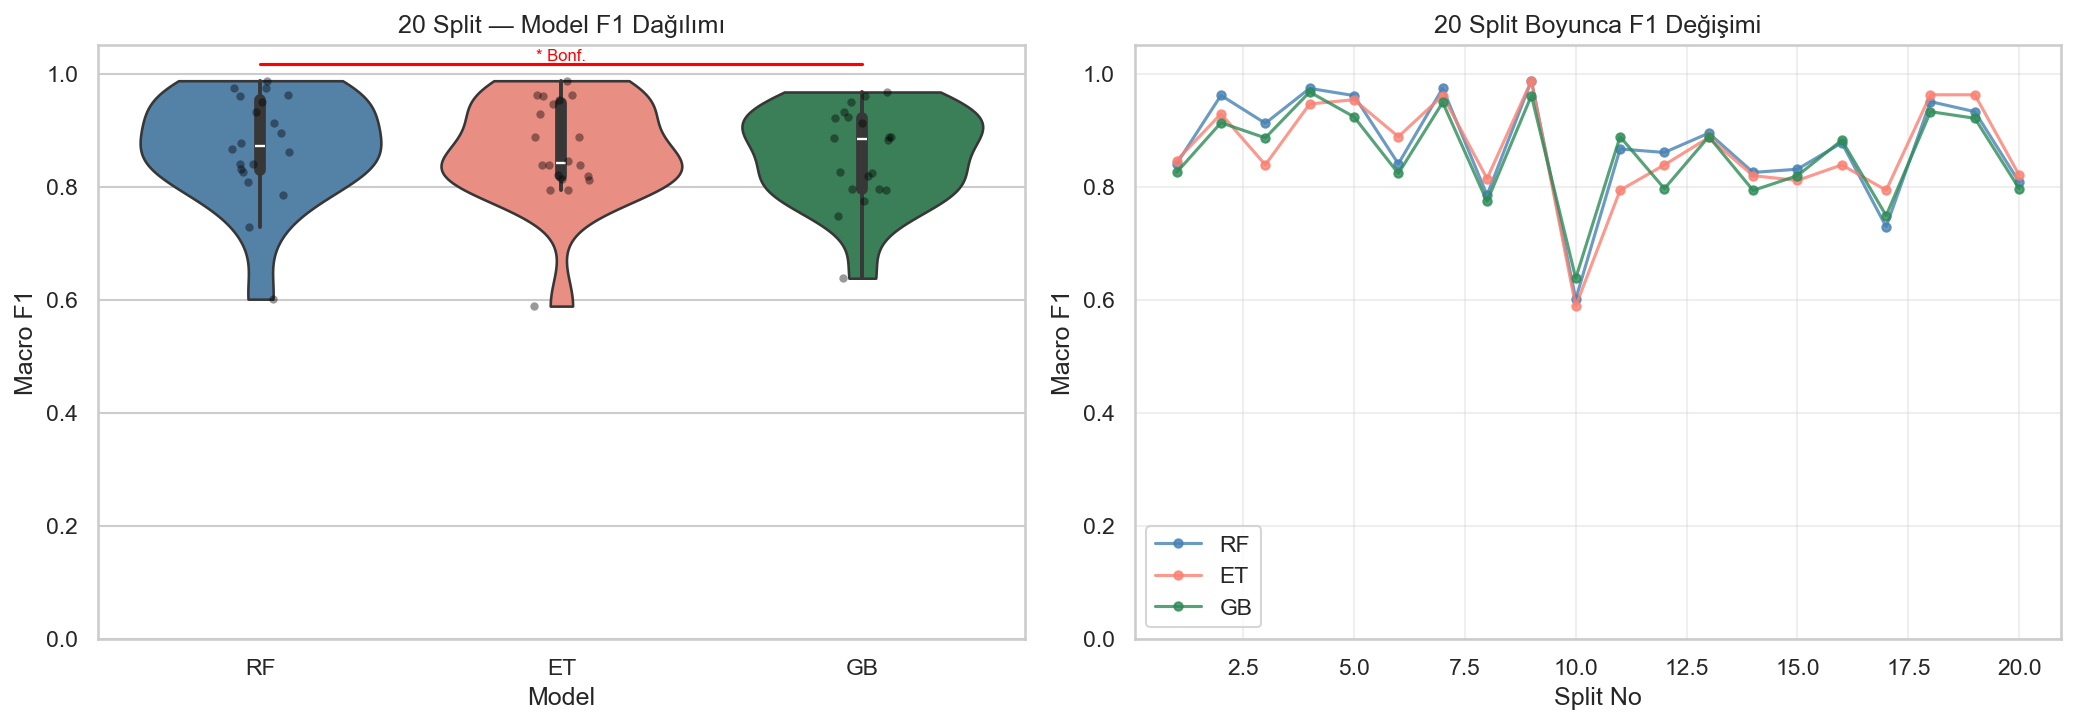 20 Split — Model F1 Dağılımı
* Bonf.
1.0
0.8
0.6
0.4
0.2
0.0
Macro F1
RF
ET
GB
Model
20 Split Boyunca F1 Değişimi
1.0
0.8
0.6
0.4
0.2
0.0
Macro F1
RF
ET
GB
2.5
5.0
7.5
10.0
12.5
15.0
17.5
20.0
Split No